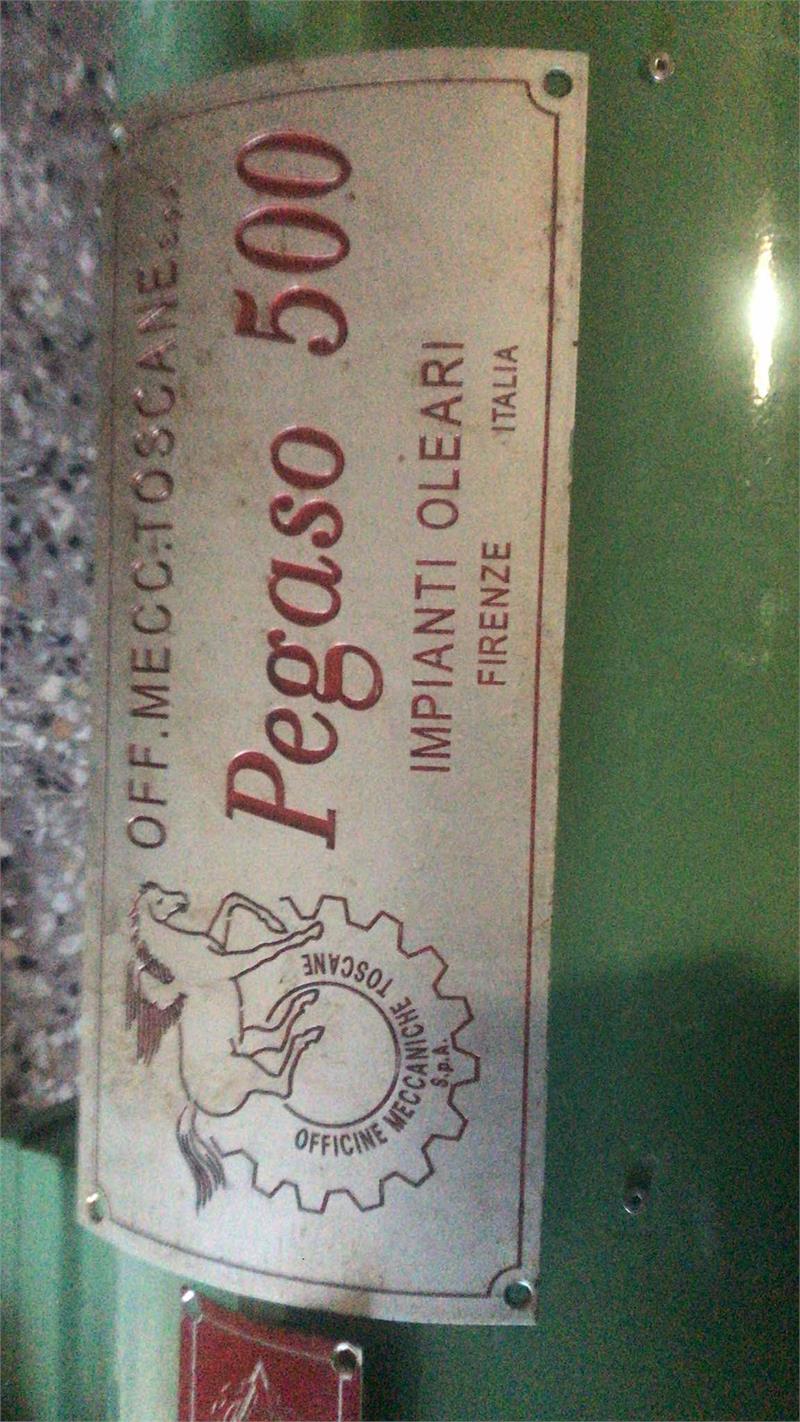 OFF.MECC.TOSCANE S.p.A.
Pegaso 500
IMPIANTI OLEARI
FIRENZE ITALIA
OFFICINE MECCANICHE TOSCANE
S.p.A.